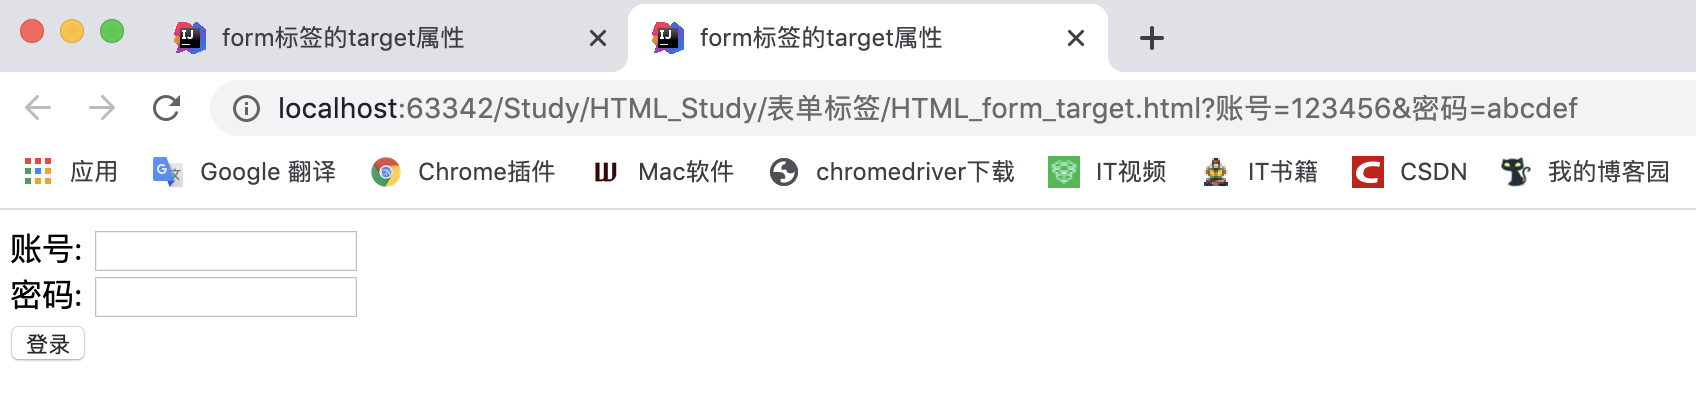 form标签的target属性
form标签的target属性
localhost:63342/Study/HTML_Study/表单标签/HTML_form_target.html?账号=123456&密码=abcdef
应用 Google 翻译 Chrome插件 Mac软件 chromedriver下载 IT视频 IT书籍 CSDN 我的博客园
账号:
密码:
登录